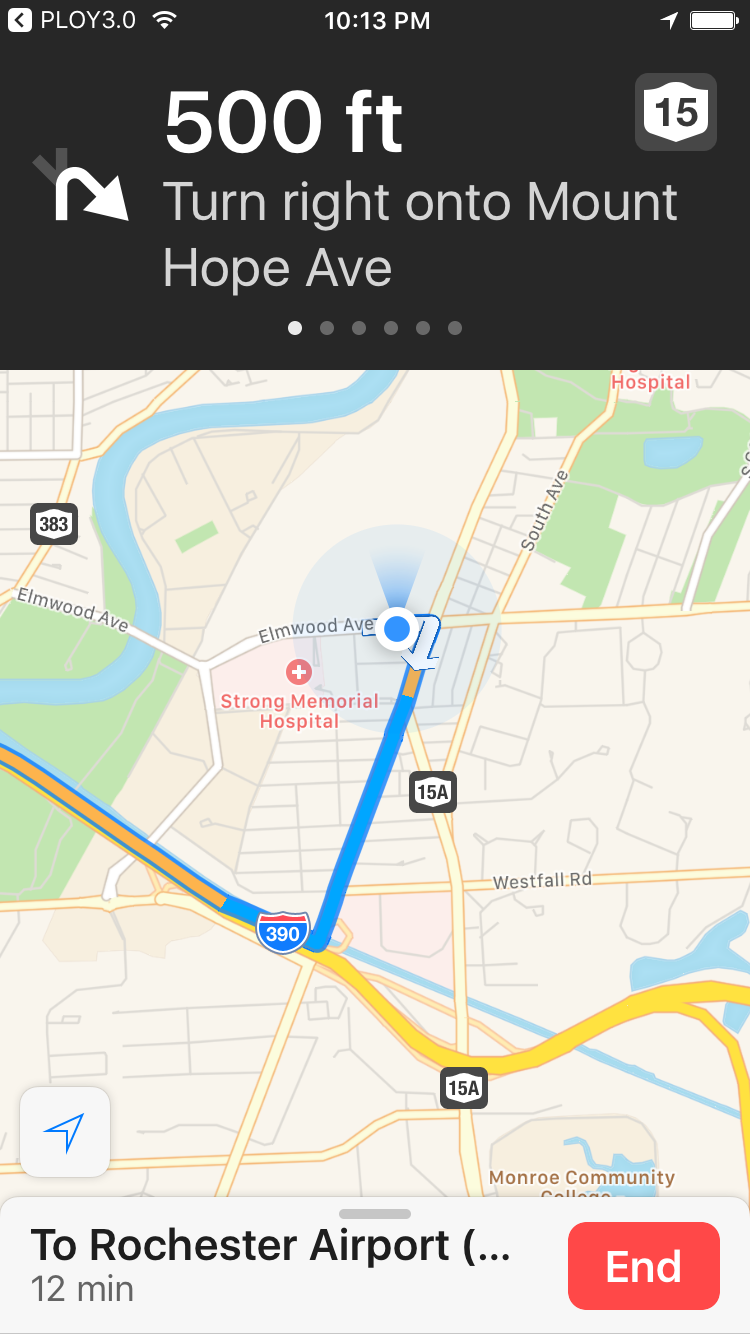 PLOY3.0
10:13 PM
500 ft
15
Turn right onto Mount
Hope Ave
Hospital
383
South Ave
Elmwood Ave
Elmwood Ave
Strong Memorial
Hospital
15A
Westfall Rd
390
15A
Monroe Community
College
To Rochester Airport (...
12 min
End